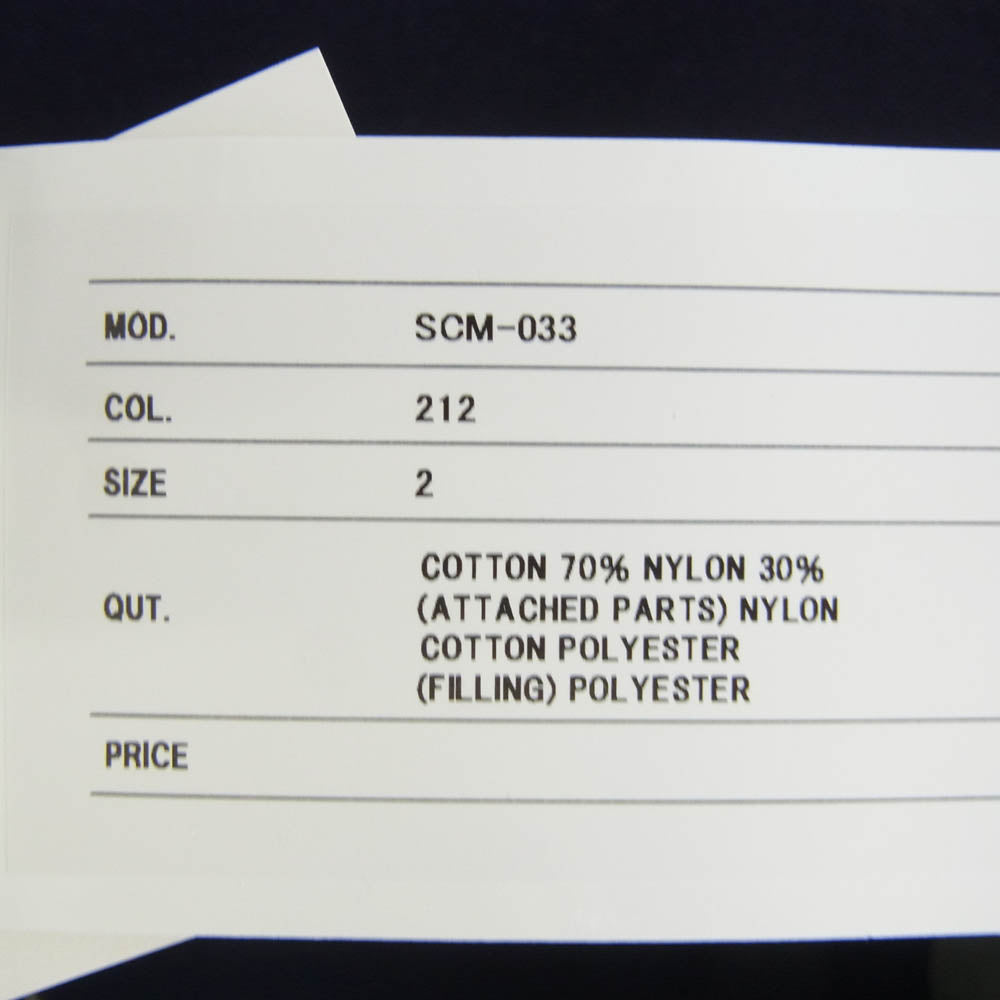 MOD. SCM-033
COL. 212
SIZE 2
QUT. COTTON 70% NYLON 30%
(ATTACHED PARTS) NYLON
COTTON POLYESTER
(FILLING) POLYESTER
PRICE